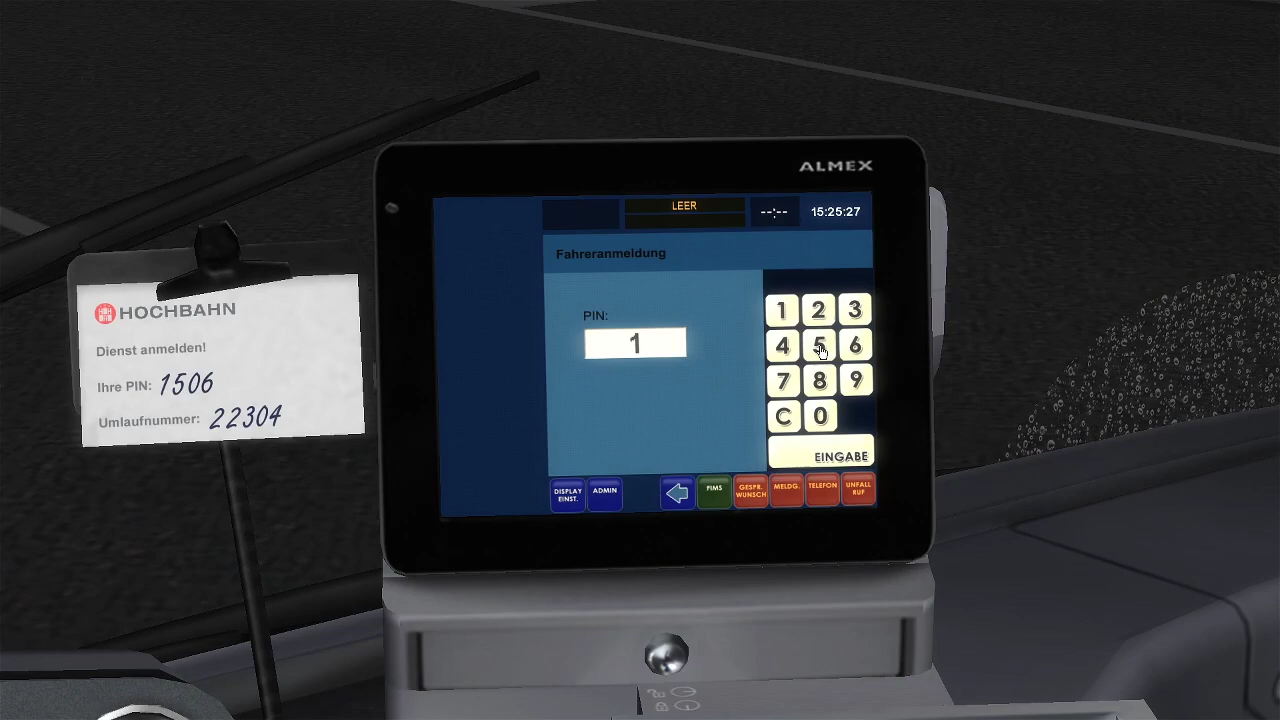 ALMEX
LEER
--:--
15:25:27
Fahreranmeldung
PIN:
1
1 2 3
4 5 6
7 8 9
C 0
EINGABE
DISPLAY EINST.
ADMIN
FIMS
GESPR. WUNSCH
MELDG.
TELEFON
UNFALL RUF
HOCHBAHN
Dienst anmelden!
Ihre PIN: 1506
Umlaufnummer: 22304